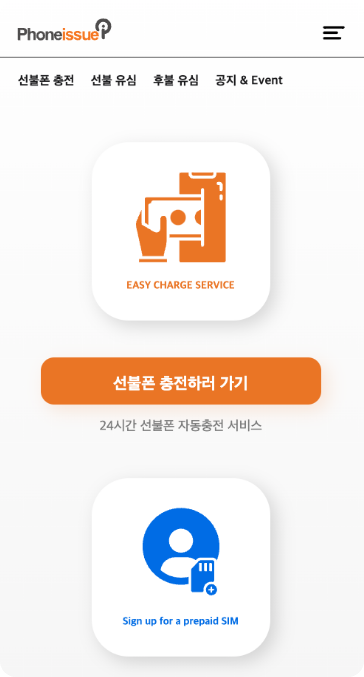 Phoneissue
선불폰 충전 선불 유심 후불 유심 공지 & Event
EASY CHARGE SERVICE
선불폰 충전하러 가기
24시간 선불폰 자동충전 서비스
Sign up for a prepaid SIM